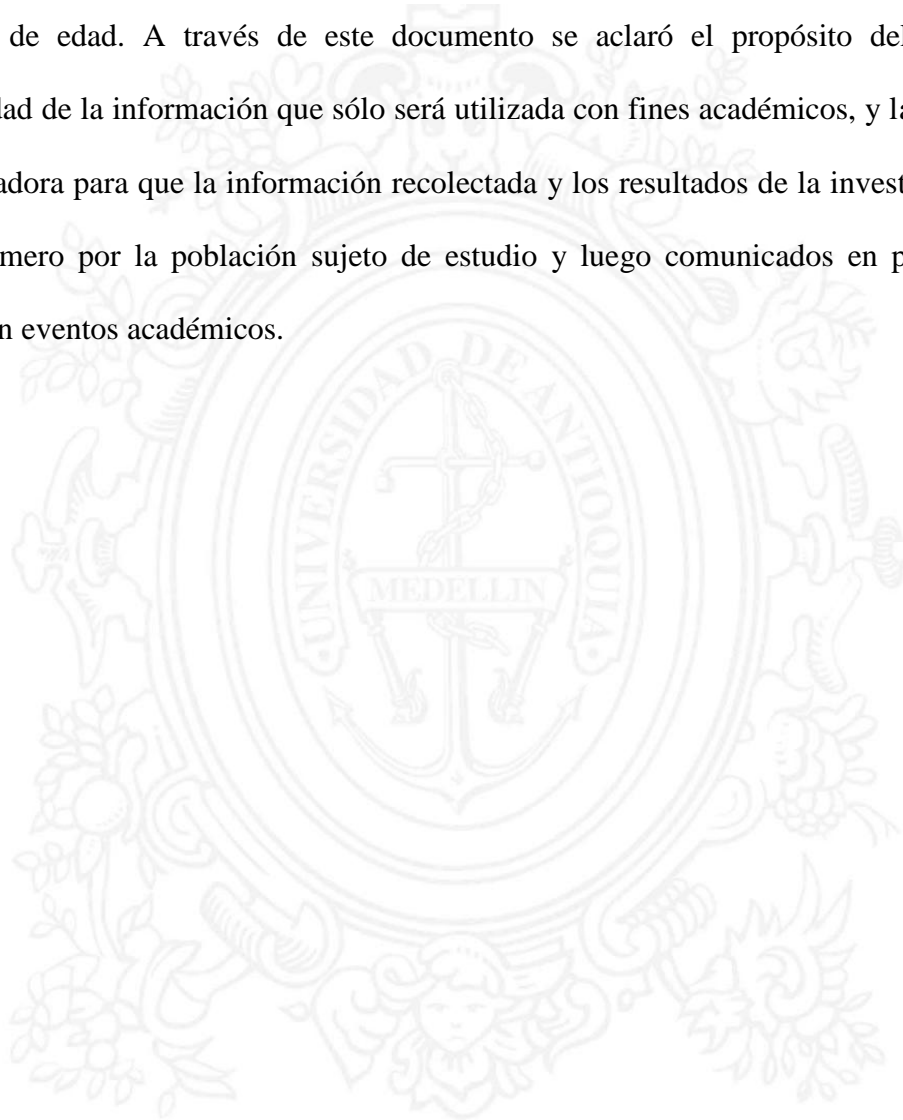 de edad. A través de este documento se aclaró el propósito del
dad de la información que sólo será utilizada con fines académicos, y la
adora para que la información recolectada y los resultados de la invest
mero por la población sujeto de estudio y luego comunicados en p
n eventos académicos.
UNIVERSIDAD DE ANTIOQUIA
MEDELLIN